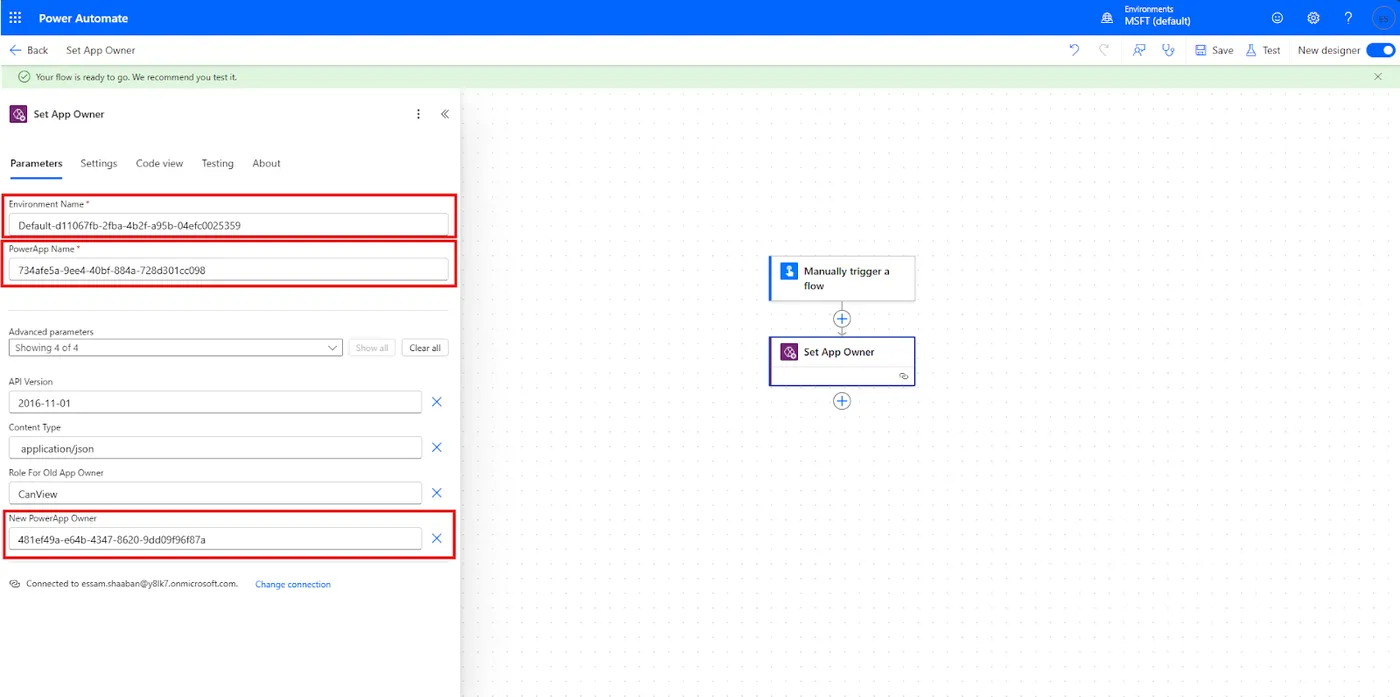 Power Automate
Environments
MSFT (default)
Back
Set App Owner
Save
Test
New designer
Your flow is ready to go. We recommend you test it.
Set App Owner
Parameters
Settings
Code view
Testing
About
Environment Name *
Default-d11067fb-2fba-4b2f-a95b-04efc0025359
PowerApp Name *
734afe5a-9ee4-40bf-884a-728d301cc098
Advanced parameters
Showing 4 of 4
Show all
Clear all
API Version
2016-11-01
Content Type
application/json
Role For Old App Owner
CanView
New PowerApp Owner
481ef49a-e64b-4347-8620-9dd09f96f87a
Connected to essam.shaaban@y8lk7.onmicrosoft.com.
Change connection
Manually trigger a
flow
Set App Owner